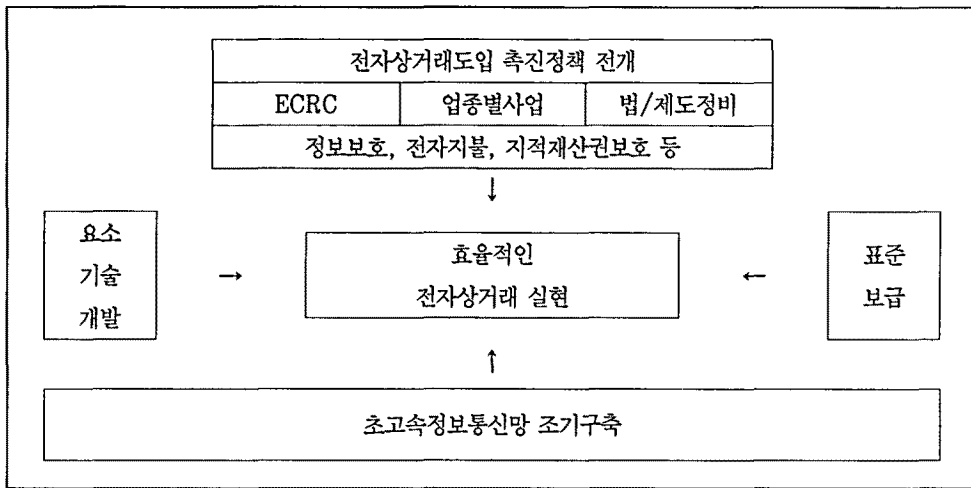 전자상거래도입 촉진정책 전개
ECRC 업종별사업 법/제도정비
정보보호, 전자지불, 지적재산권보호 등
↓
요소
기술
개발
→
효율적인
전자상거래 실현
←
표준
보급
↑
초고속정보통신망 조기구축